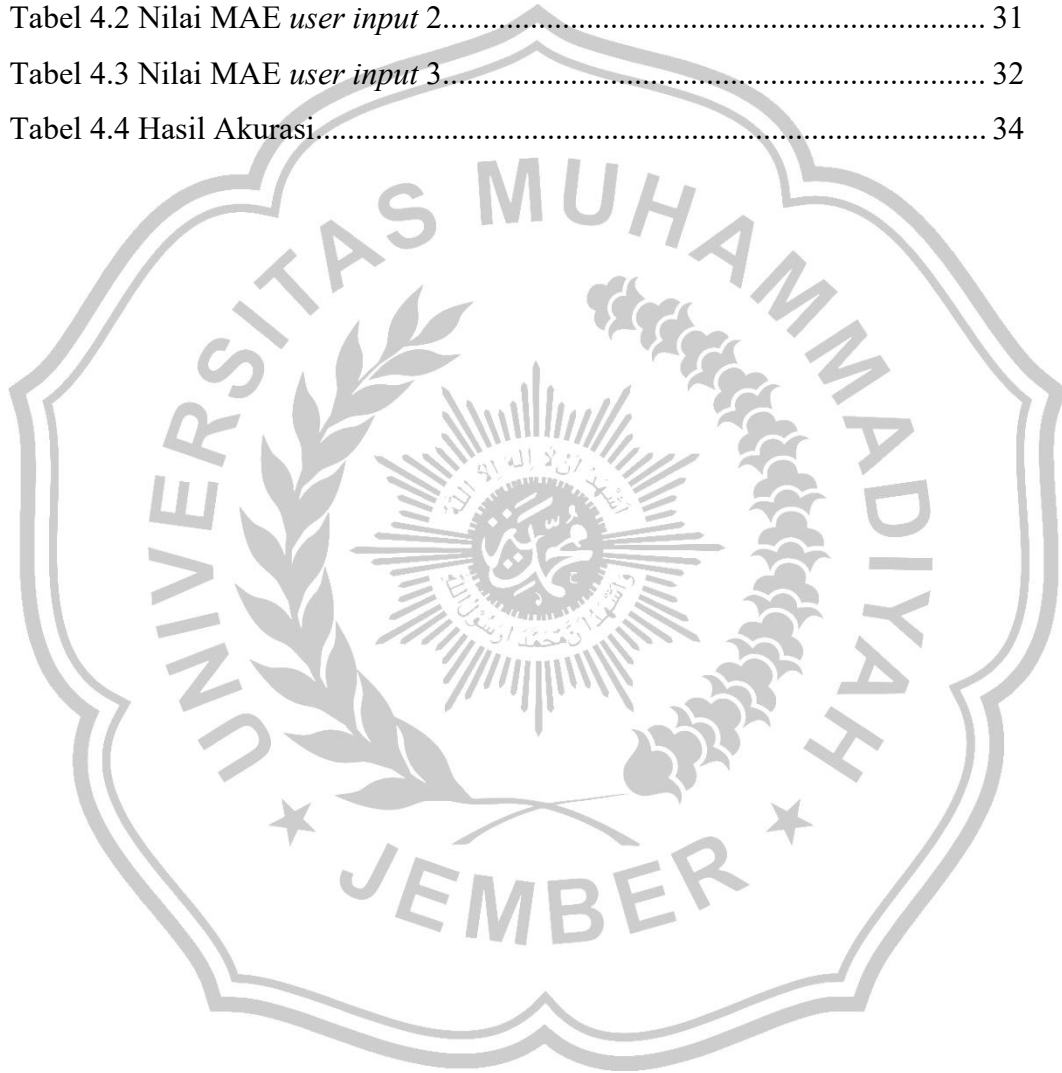 Tabel 4.2 Nilai MAE user input 2.................................................................................. 31
Tabel 4.3 Nilai MAE user input 3.................................................................................. 32
Tabel 4.4 Hasil Akurasi.................................................................................................. 34
UNIVERSITAS MUHAMMADIYAH
JEMBER